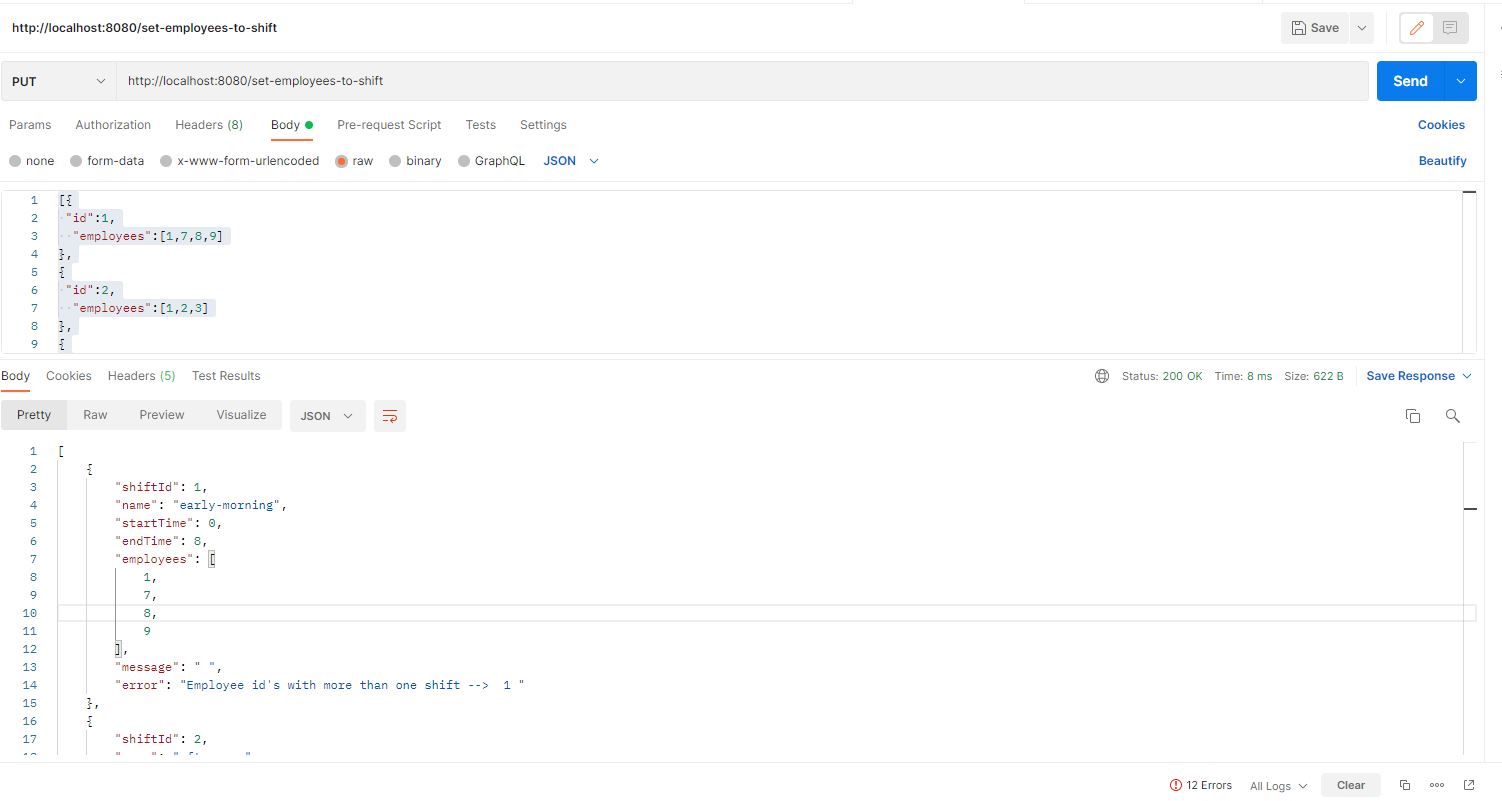 http://localhost:8080/set-employees-to-shift
Save
PUT
http://localhost:8080/set-employees-to-shift
Send
Params Authorization Headers (8) Body Pre-request Script Tests Settings Cookies
none form-data x-www-form-urlencoded raw binary GraphQL JSON Beautify
1 [{
2 "id":1,
3 "employees":[1,7,8,9]
4 },
5 {
6 "id":2,
7 "employees":[1,2,3]
8 },
9 {
Body Cookies Headers (5) Test Results Status: 200 OK Time: 8 ms Size: 622 B Save Response
Pretty Raw Preview Visualize JSON
1 [
2 {
3 "shiftId": 1,
4 "name": "early-morning",
5 "startTime": 0,
6 "endTime": 8,
7 "employees": [
8 1,
9 7,
10 8,
11 9
12 ],
13 "message": " ",
14 "error": "Employee id's with more than one shift --> 1 "
15 },
16 {
17 "shiftId": 2,
12 Errors All Logs Clear